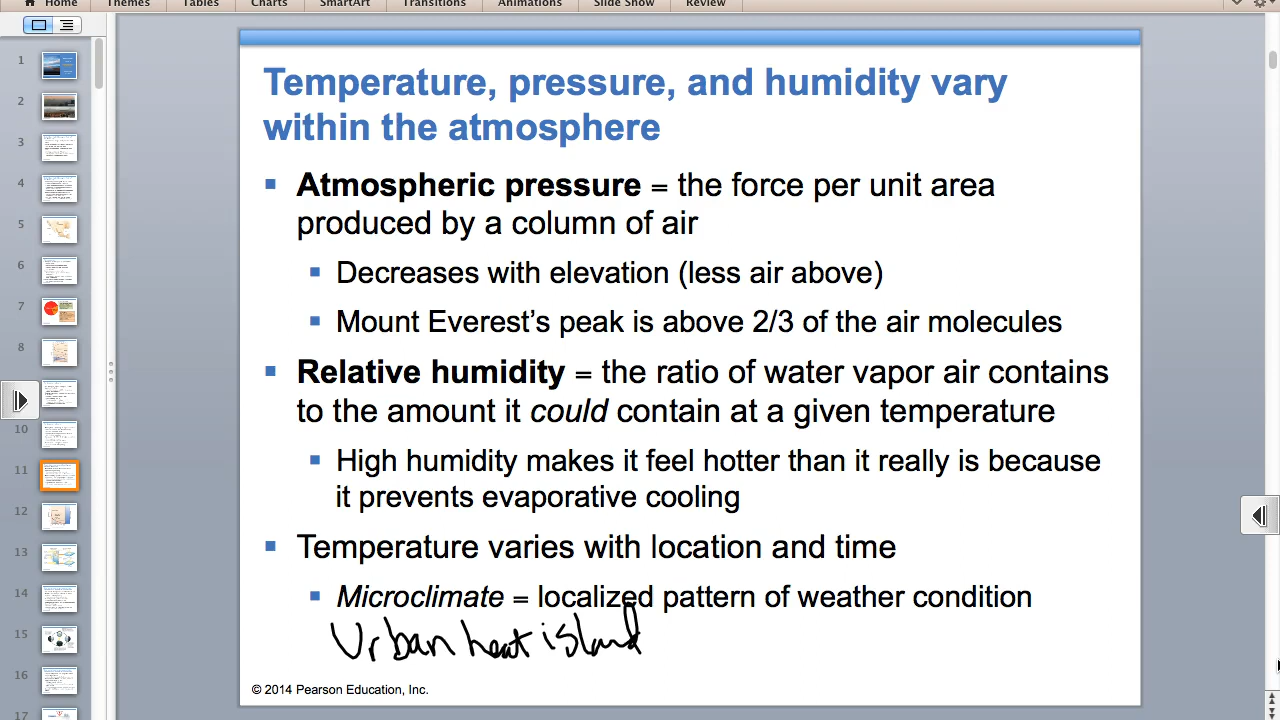 Home Themes Tables Charts SmartArt Transitions Animations Slide Show Review
1
2
3
4
5
6
7
8
10
11
12
13
14
15
16
17
Temperature, pressure, and humidity vary
within the atmosphere
Atmospheric pressure = the force per unit area
produced by a column of air
Decreases with elevation (less air above)
Mount Everest’s peak is above 2/3 of the air molecules
Relative humidity = the ratio of water vapor air contains
to the amount it could contain at a given temperature
High humidity makes it feel hotter than it really is because
it prevents evaporative cooling
Temperature varies with location and time
Microclimate = localized pattern of weather condition
Urban heat island
© 2014 Pearson Education, Inc.